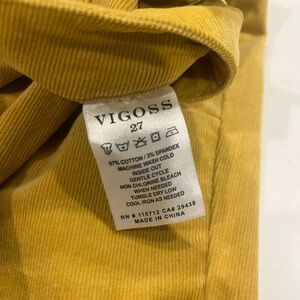 VIGOSS
27
97% COTTON / 3% SPANDEX
MACHINE WASH COLD
INSIDE OUT
GENTLE CYCLE
NON CHLORINE BLEACH
WHEN NEEDED
TUMBLE DRY LOW
COOL IRON AS NEEDED
RN # 110712 CA# 29438
MADE IN CHINA